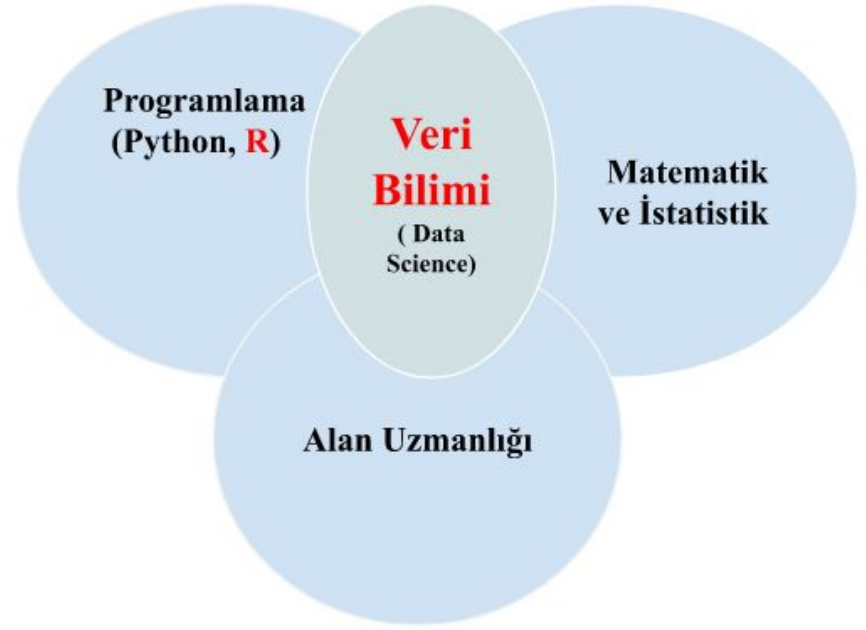 Programlama
(Python, R)
Veri
Bilimi
( Data
Science)
Matematik
ve İstatistik
Alan Uzmanlığı